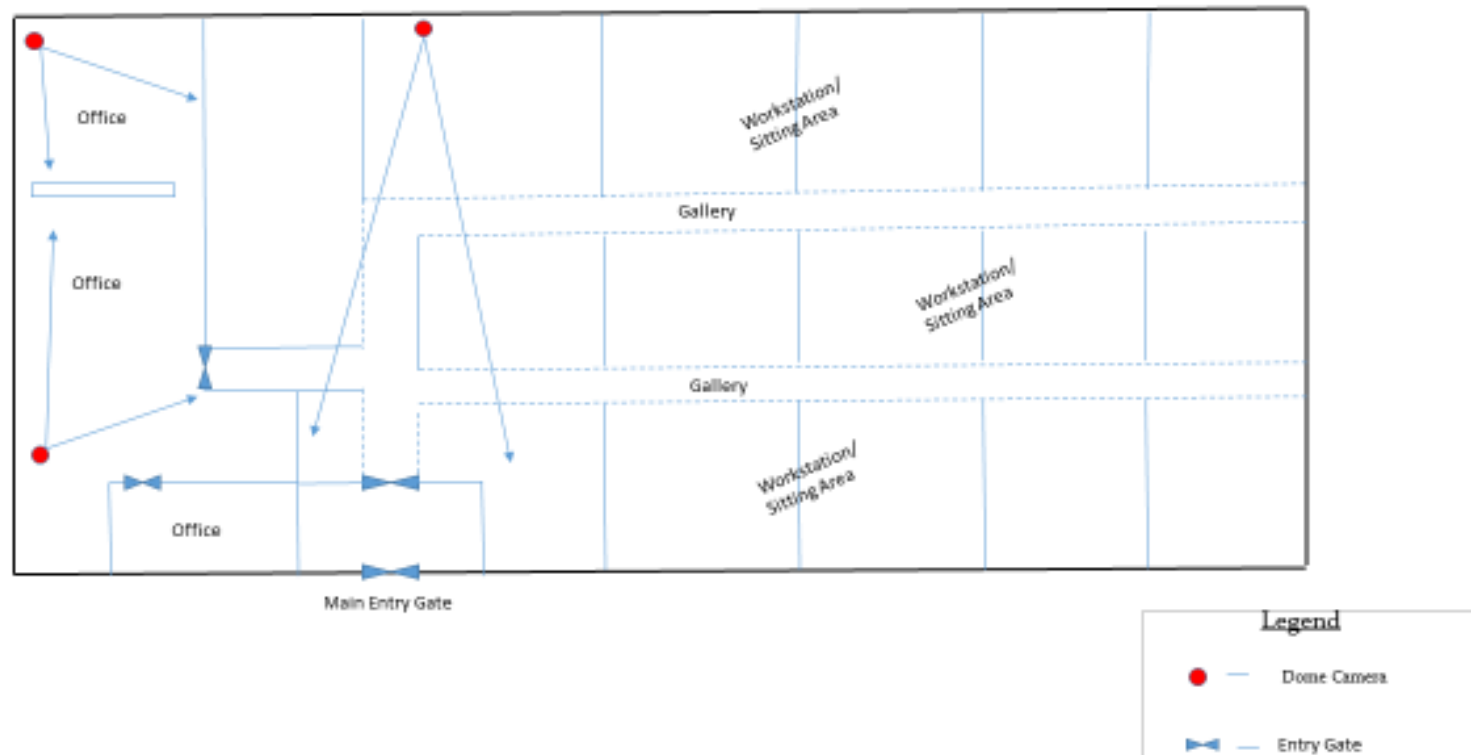 Office
Workstation/
Sitting Area
Gallery
Office
Workstation/
Sitting Area
Gallery
Workstation/
Sitting Area
Office
Main Entry Gate
Legend
Dome Camera
Entry Gate